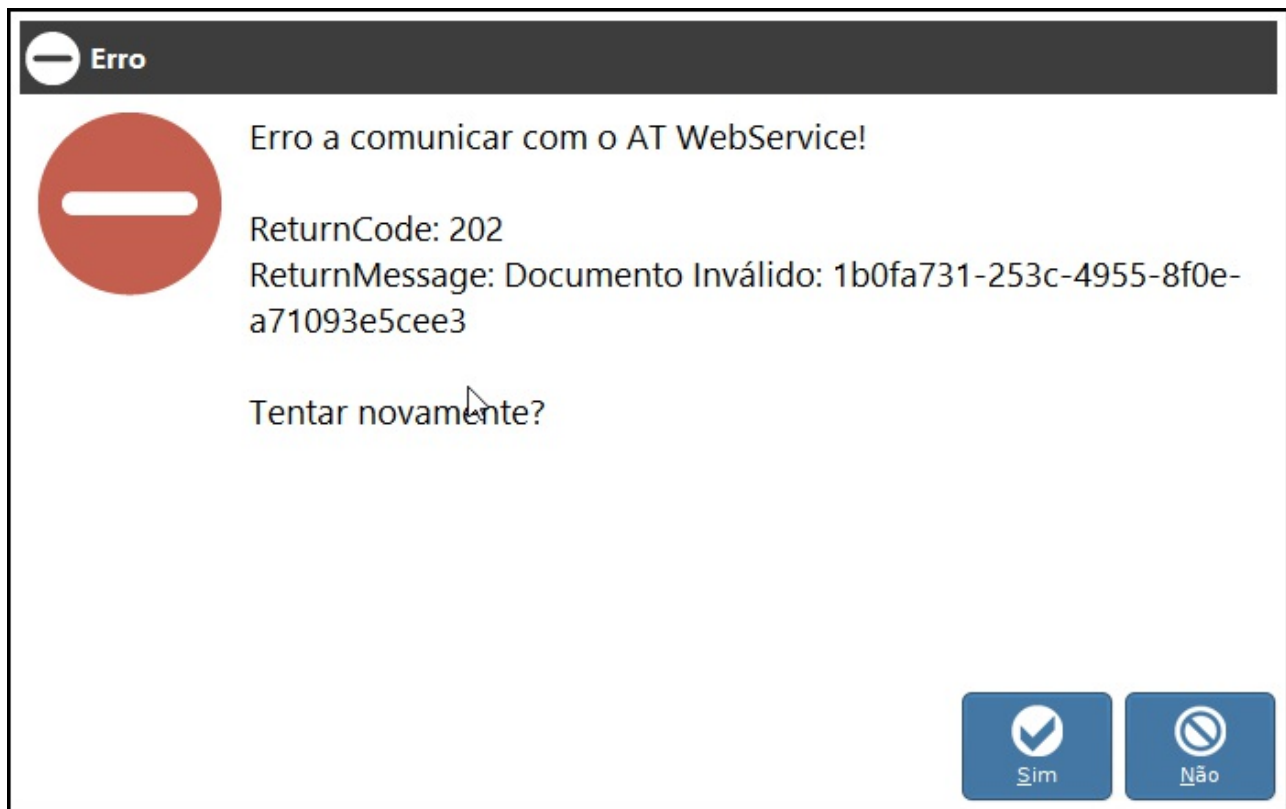 Erro
Erro a comunicar com o AT WebService!
ReturnCode: 202
ReturnMessage: Documento Inválido: 1b0fa731-253c-4955-8f0e-
a71093e5cee3
Tentar novamente?
Sim
Não